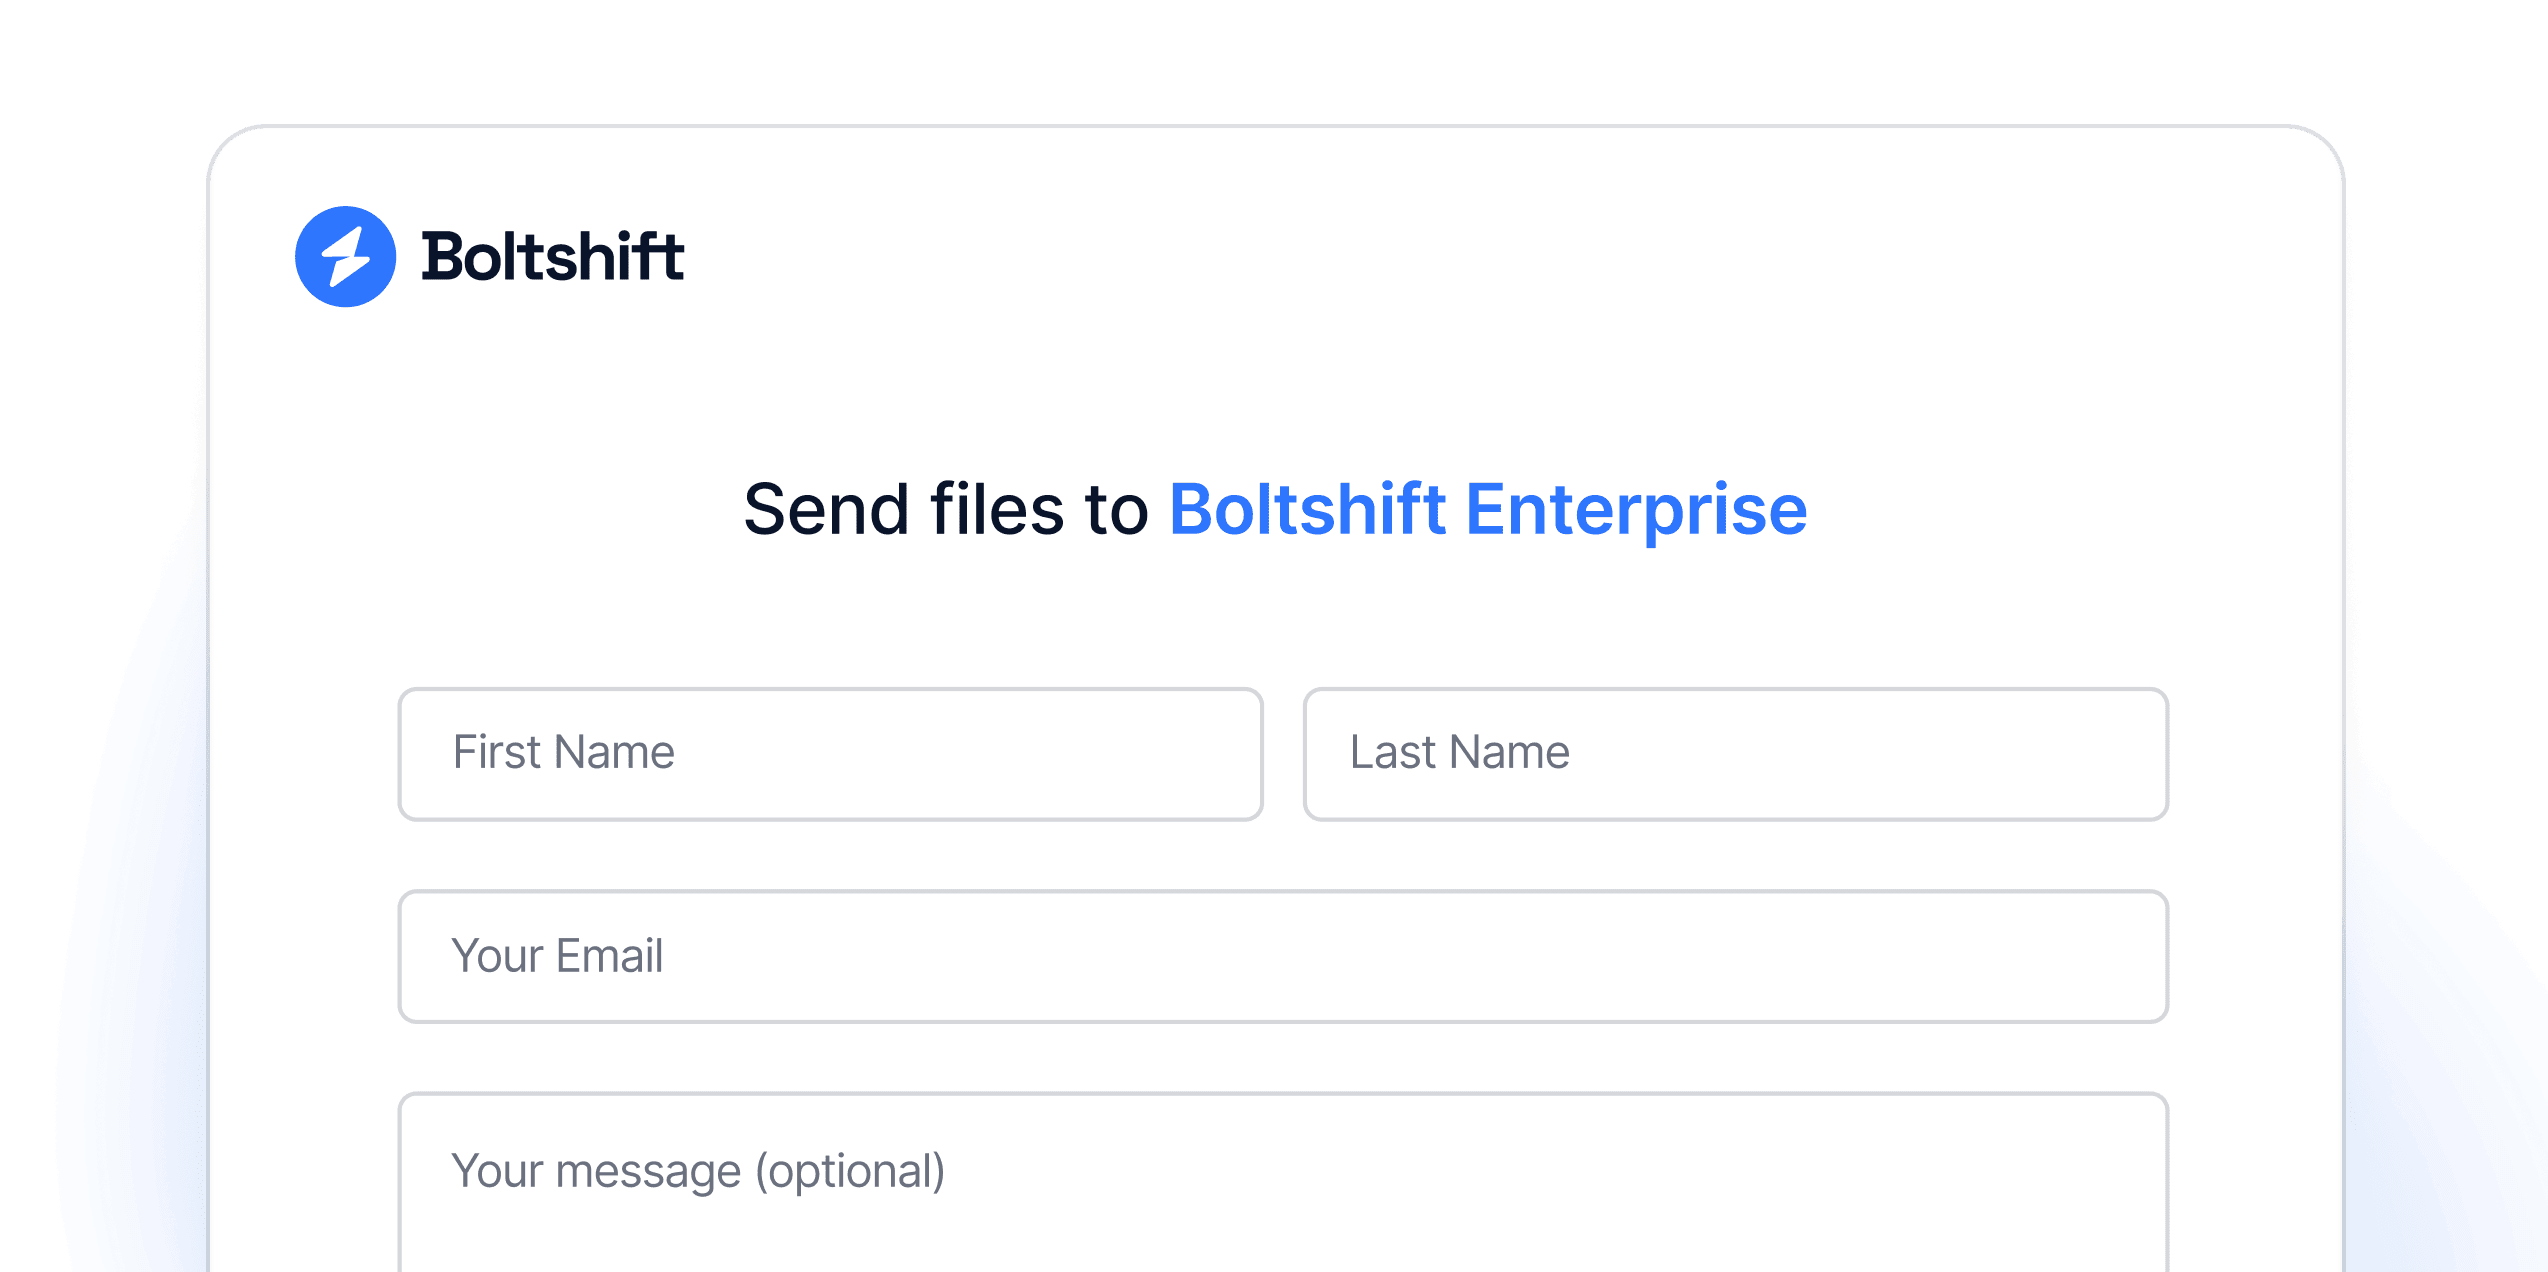 Boltshift
Send files to Boltshift Enterprise
First Name
Last Name
Your Email
Your message (optional)